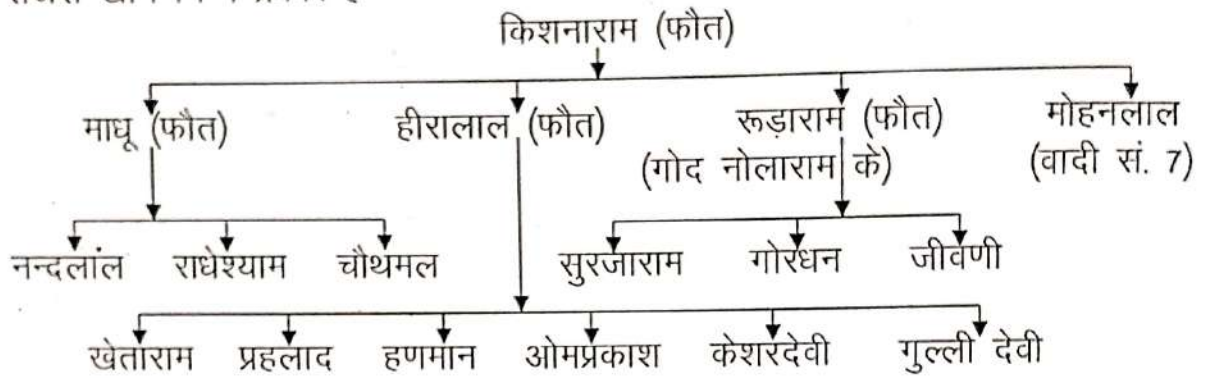 किशनाराम (फौत)
माधू (फौत) हीरालाल (फौत) रूड़ाराम (फौत) मोहनलाल
(गोद नोलाराम के) (वादी सं. 7)
नन्दलाल राधेश्याम चौथमल सुरजाराम गोरधन जीवणी
खेताराम प्रहलाद हणमान ओमप्रकाश केशरदेवी गुल्ली देवी